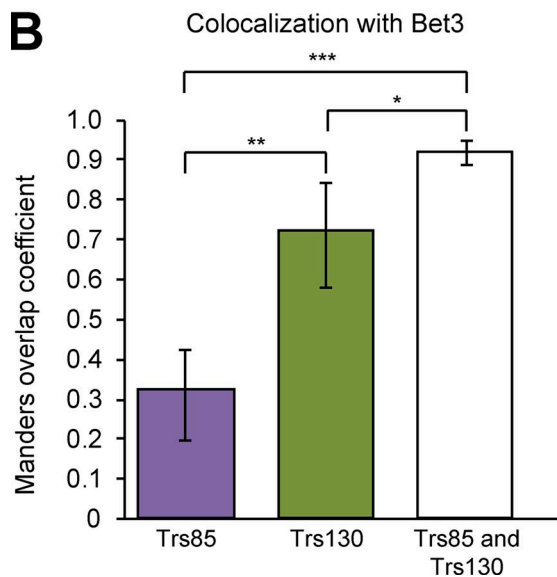 B
Colocalization with Bet3
***
*
**
Manders overlap coefficient
1.0
0.9
0.8
0.7
0.6
0.5
0.4
0.3
0.2
0.1
0
Trs85
Trs130
Trs85 and
Trs130